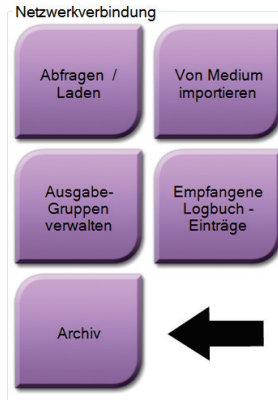 Netzwerkverbindung
Abfragen /
Laden
Von Medium
importieren
Ausgabe-
Gruppen
verwalten
Empfangene
Logbuch -
Einträge
Archiv